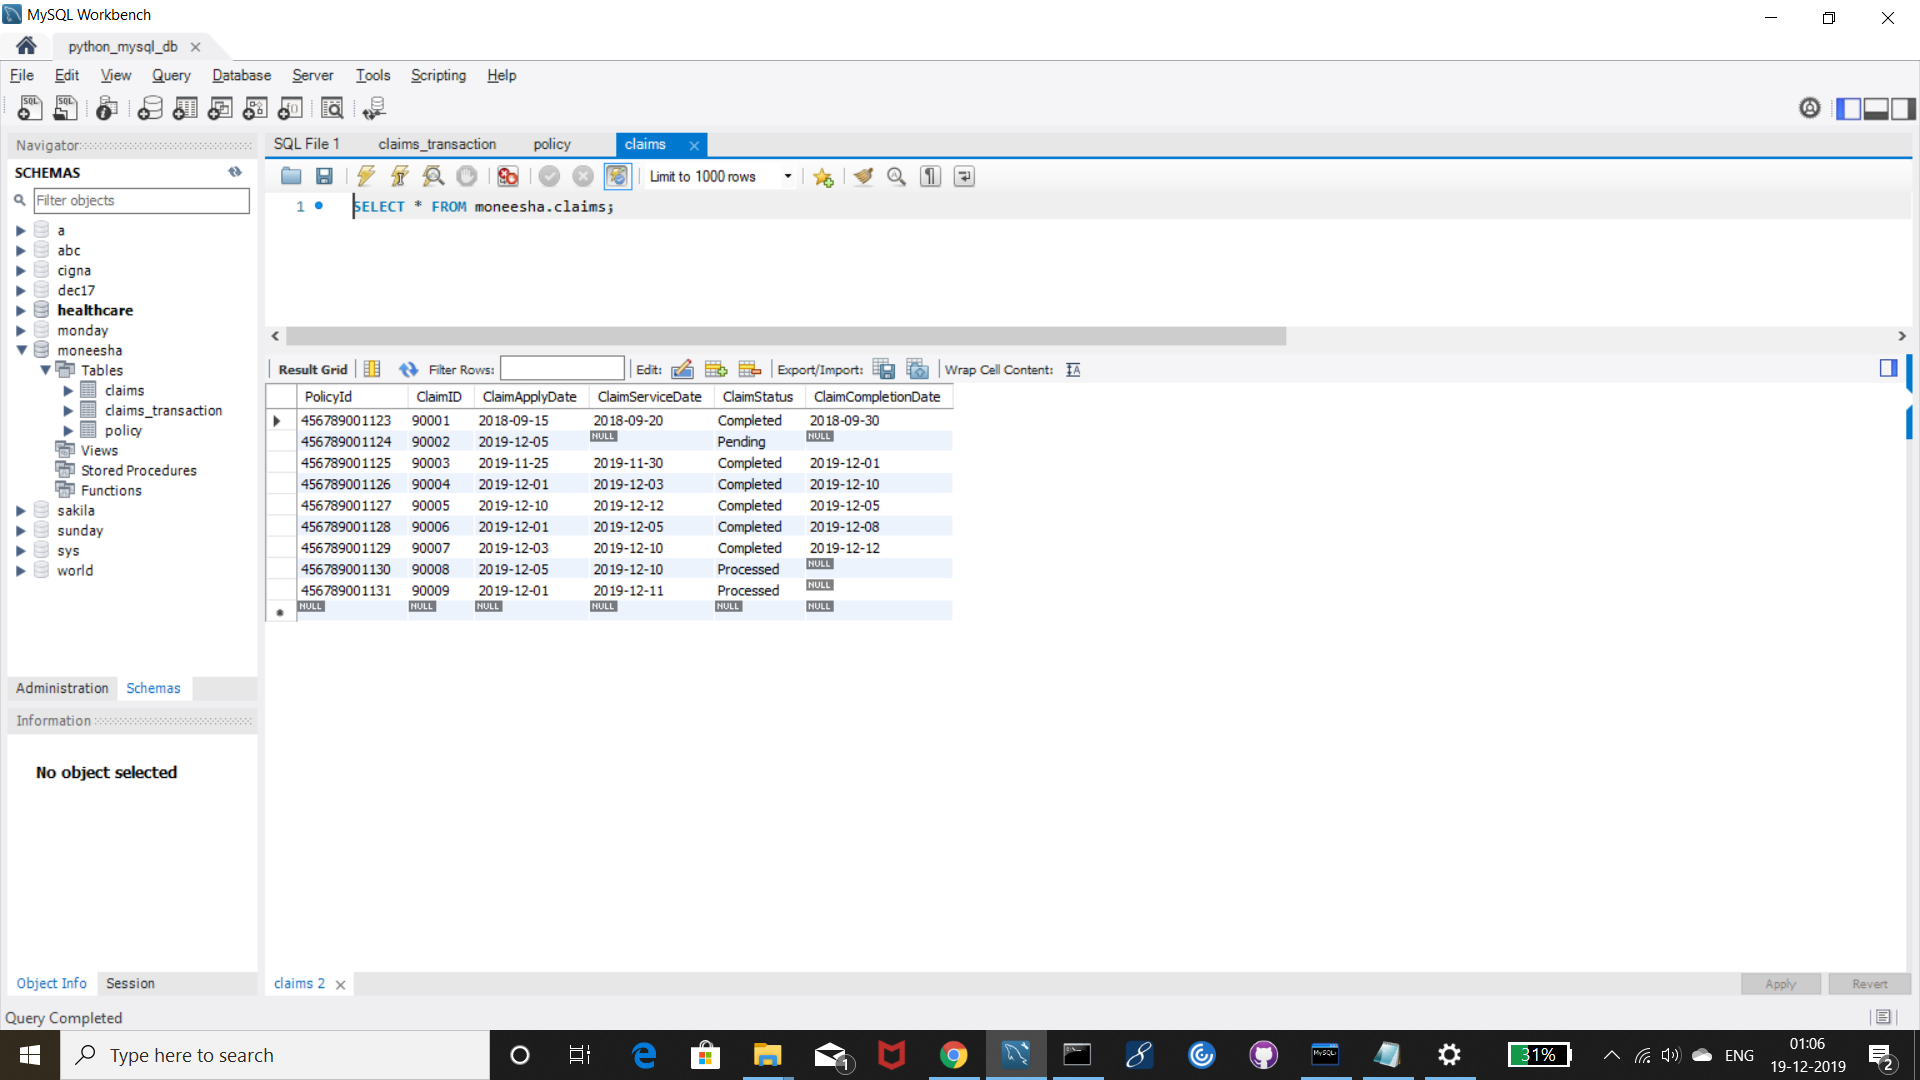 MySQL Workbench
python_mysql_db
File Edit View Query Database Server Tools Scripting Help
Navigator
SCHEMAS
Filter objects
a
abc
cigna
dec17
healthcare
monday
moneesha
Tables
claims
claims_transaction
policy
Views
Stored Procedures
Functions
sakila
sunday
sys
world
Administration Schemas
Information
No object selected
Object Info Session
SQL File 1 claims_transaction policy claims
Limit to 1000 rows
1 SELECT * FROM moneesha.claims;
Result Grid Filter Rows: Edit: Export/Import: Wrap Cell Content:
PolicyId ClaimID ClaimApplyDate ClaimServiceDate ClaimStatus ClaimCompletionDate
456789001123 90001 2018-09-15 2018-09-20 Completed 2018-09-30
456789001124 90002 2019-12-05 NULL Pending NULL
456789001125 90003 2019-11-25 2019-11-30 Completed 2019-12-01
456789001126 90004 2019-12-01 2019-12-03 Completed 2019-12-10
456789001127 90005 2019-12-10 2019-12-12 Completed 2019-12-05
456789001128 90006 2019-12-01 2019-12-05 Completed 2019-12-08
456789001129 90007 2019-12-03 2019-12-10 Completed 2019-12-12
456789001130 90008 2019-12-05 2019-12-10 Processed NULL
456789001131 90009 2019-12-01 2019-12-11 Processed NULL
NULL NULL NULL NULL NULL NULL
claims 2
Apply Revert
Query Completed
Type here to search
1
MySQL
31%
ENG
01:06
19-12-2019
2